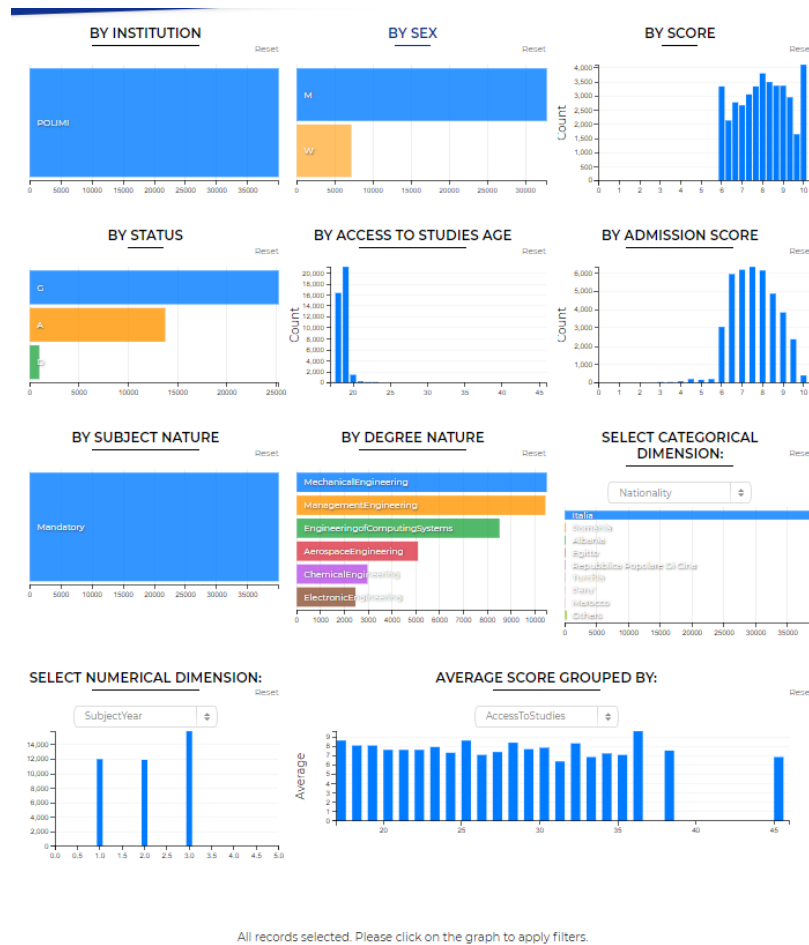 BY INSTITUTION
Reset
POLIMI
0 5000 10000 15000 20000 25000 30000 35000
BY SEX
Reset
M
W
0 5000 10000 15000 20000 25000 30000
BY SCORE
Reset
Count
4,000
3,500
3,000
2,500
2,000
1,500
1,000
500
0
0 1 2 3 4 5 6 7 8 9 10
BY STATUS
Reset
G
A
0 5000 10000 15000 20000 25000
BY ACCESS TO STUDIES AGE
Reset
Count
20,000
18,000
16,000
14,000
12,000
10,000
8,000
6,000
4,000
2,000
0
20 25 30 35 40 45
BY ADMISSION SCORE
Reset
Count
6,000
5,000
4,000
3,000
2,000
1,000
0
0 1 2 3 4 5 6 7 8 9 10
BY SUBJECT NATURE
Reset
Mandatory
0 5000 10000 15000 20000 25000 30000 35000
BY DEGREE NATURE
Reset
MechanicalEngineering
ManagementEngineering
EngineeringofComputingSystems
AerospaceEngineering
ChemicalEngineering
ElectronicEngineering
0 1000 2000 3000 4000 5000 6000 7000 8000 9000 10000
SELECT CATEGORICAL
DIMENSION:
Reset
Nationality
Italia
Romania
Albania
Egitto
Repubblica Popolare Di Cina
Marocco
Others
0 5000 10000 15000 20000 25000 30000 35000
SELECT NUMERICAL DIMENSION:
Reset
SubjectYear
14,000
12,000
10,000
8,000
6,000
4,000
2,000
0
0.0 0.5 1.0 1.5 2.0 2.5 3.0 3.5 4.0 4.5 5.0
AVERAGE SCORE GROUPED BY:
Reset
AccessToStudies
Average
9
8
7
6
5
4
3
2
1
0
20 25 30 35 40 45
All records selected. Please click on the graph to apply filters.